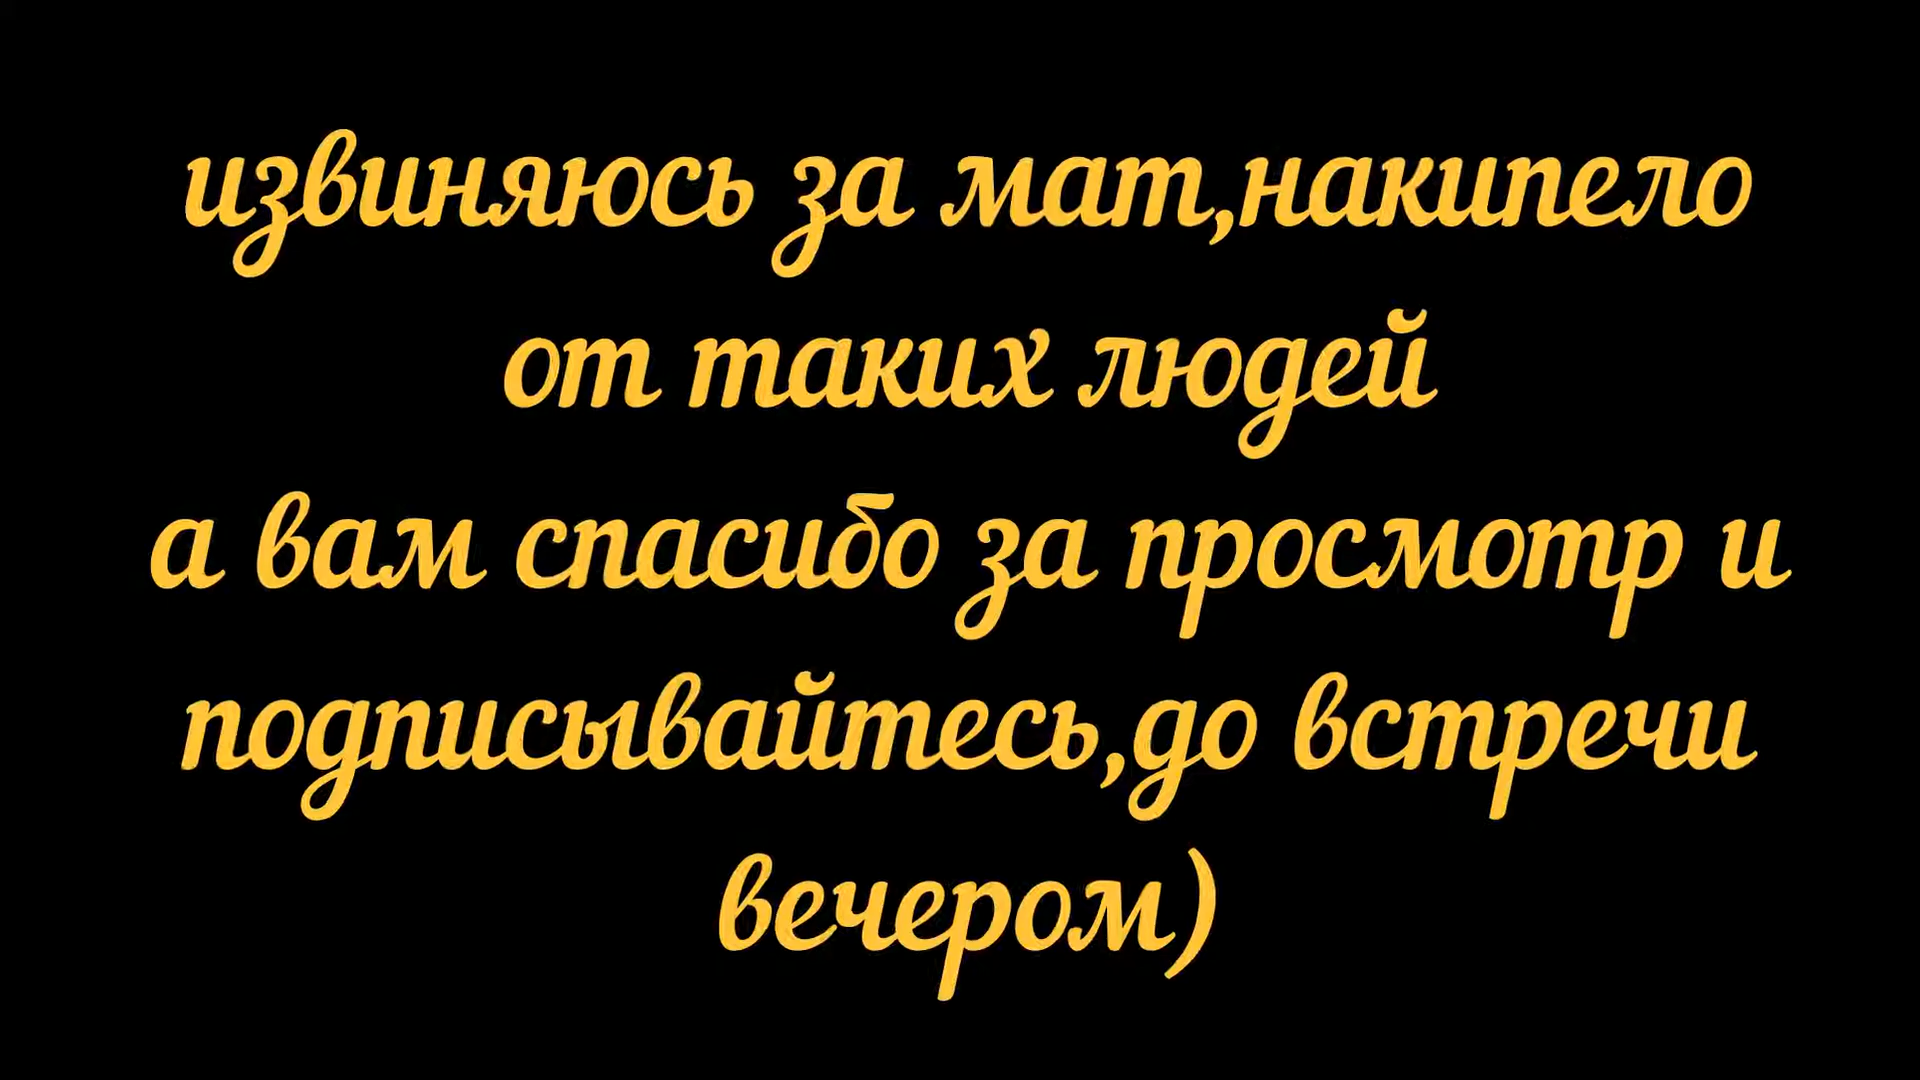 извиняюсь за мат,накипело
от таких людей
а вам спасибо за просмотр и
подписывайтесь,до встречи
вечером)